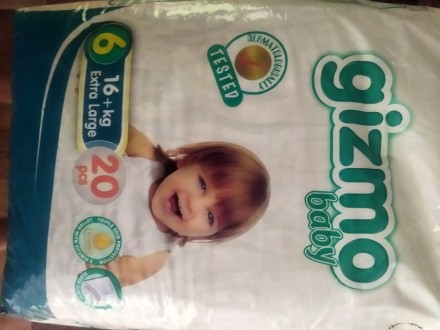 gizmo
baby
DERMATOLOGICALLY
TESTED
6
16+kg
Extra Large
20
pcs